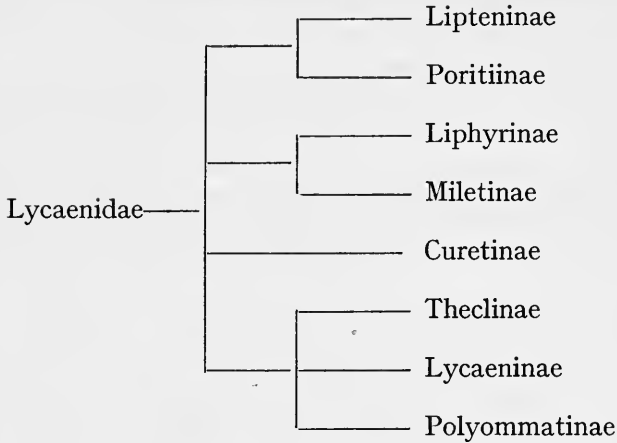 Lipteninae
Poritiinae
Liphyrinae
Miletinae
Lycaenidae
Curetinae
Theclinae
Lycaeninae
Polyommatinae